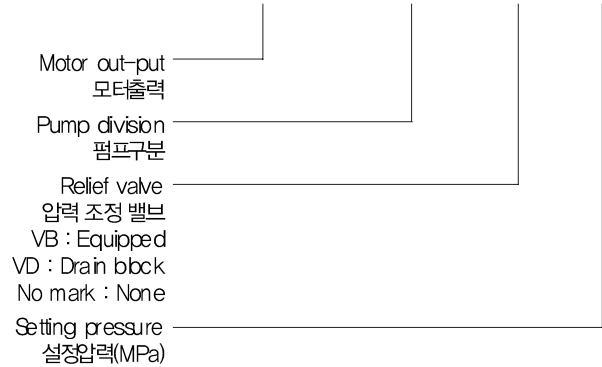 Motor out-put
모터출력
Pump division
펌프구분
Relief valve
압력 조정 밸브
VB : Equipped
VD : Drain block
No mark : None
Setting pressure
설정압력(MPa)